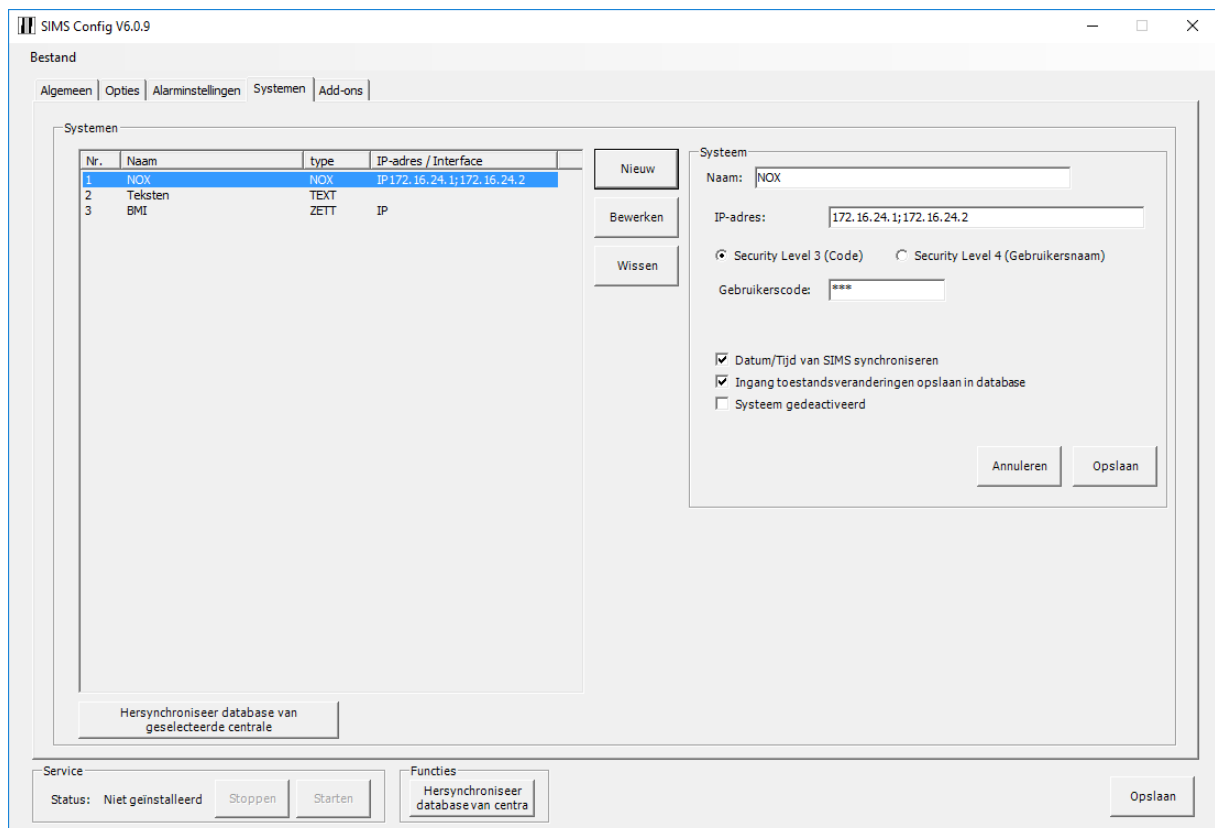 SIMS Config V6.0.9
Bestand
Algemeen Opties Alarminstellingen Systemen Add-ons
Systemen
Nr. Naam type IP-adres / Interface
1 NOX NOX IP172.16.24.1;172.16.24.2
2 Teksten TEXT
3 BMI ZETT IP
Nieuw
Bewerken
Wissen
Systeem
Naam: NOX
IP-adres: 172.16.24.1;172.16.24.2
Security Level 3 (Code) Security Level 4 (Gebruikersnaam)
Gebruikerscode: ***
Datum/Tijd van SIMS synchroniseren
Ingang toestandsveranderingen opslaan in database
Systeem gedeactiveerd
Annuleren Opslaan
Hersynchroniseer database van
geselecteerde centrale
Service
Status: Niet geïnstalleerd Stoppen Starten
Functies
Hersynchroniseer
database van centra
Opslaan